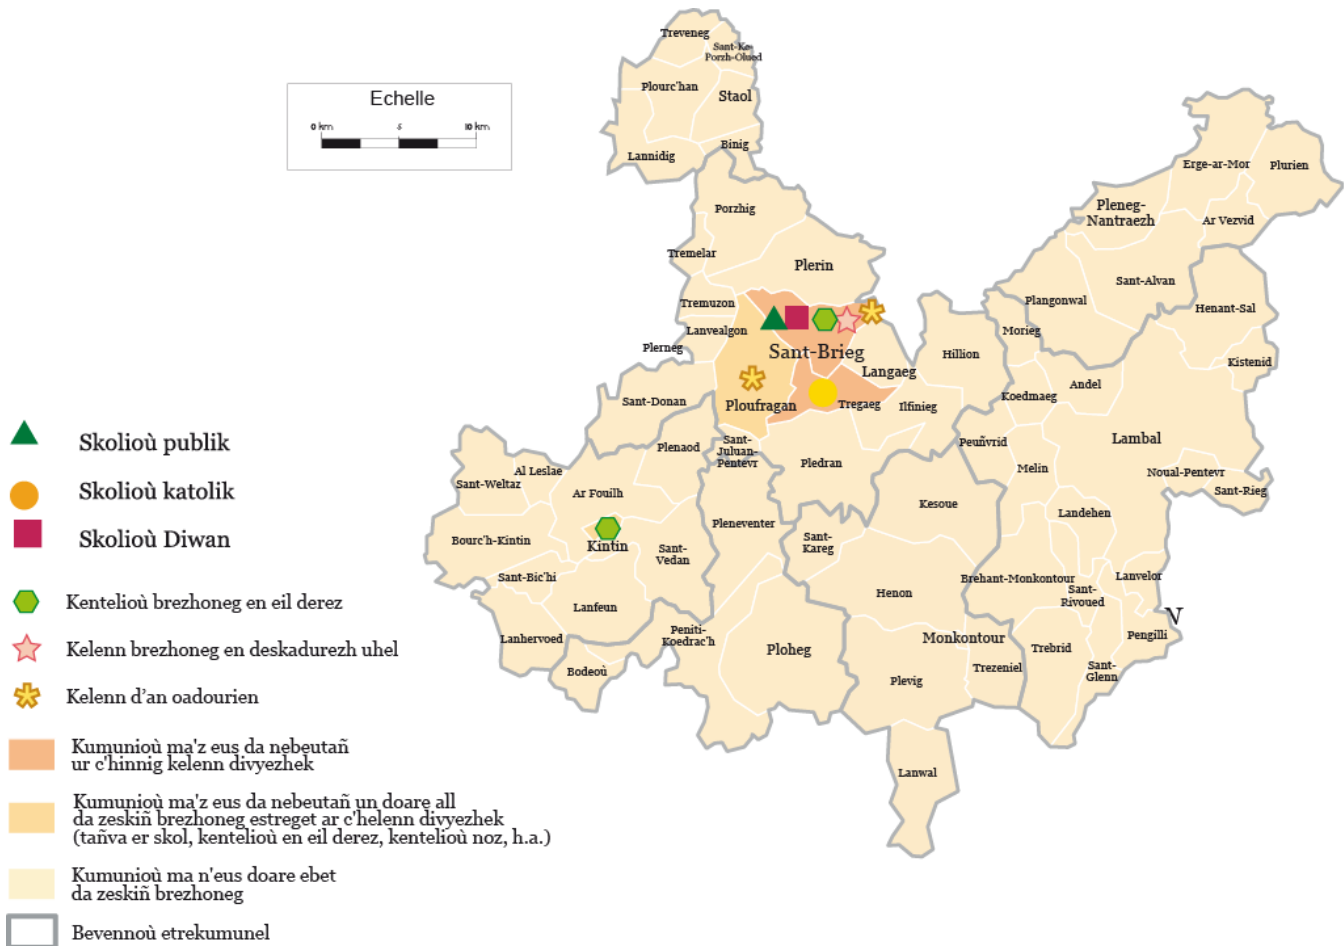 Echelle
0 km
5
10 km
Treveneg
Sant-Ke-
Porzh-Olued
Plourc'han
Staol
Lannidig
Binig
Porzhig
Tremelar
Plerin
Tremuzon
Lanvealgon
Plerneg
Sant-Brieg
Langaeg
Hillion
Ploufragan
Tregaeg
Ilfinieg
Sant-Donan
Plenaod
Sant-
Juluan-
Pentevr
Pledran
Erge-ar-Mor
Plurien
Pleneg-
Nantraezh
Ar Vezvid
Sant-Alvan
Plangonwal
Henant-Sal
Morieg
Kistenid
Koedmaeg
Andel
Lambal
Peuñvrid
Melin
Noual-Pentevr
Sant-Rieg
Landehen
Al Leslae
Sant-Weltaz
Ar Fouilh
Bourc'h-Kintin
Kintin
Sant-
Vedan
Sant-Bic'hi
Lanfeun
Lanhervoed
Bodeoù
Pleneventer
Kesoue
Sant-
Kareg
Henon
Brehant-Monkontour
Sant-
Rivoued
Lanvelor
Peniti-
Koedrac'h
Ploheg
Monkontour
Trebrid
Pengilli
V
Plevig
Trezeniel
Sant-
Glenn
Lanwal
Skolioù publik
Skolioù katolik
Skolioù Diwan
Kentelioù brezhoneg en eil derez
Kelenn brezhoneg en deskadurezh uhel
Kelenn d'an oadourien
Kumunioù ma'z eus da nebeutañ
ur c'hinnig kelenn divyezhek
Kumunioù ma'z eus da nebeutañ un doare all
da zeskiñ brezhoneg estreget ar c'helenn divyezhek
(tañva er skol, kentelioù en eil derez, kentelioù noz, h.a.)
Kumunioù ma n'eus doare ebet
da zeskiñ brezhoneg
Bevennoù etrekumunel